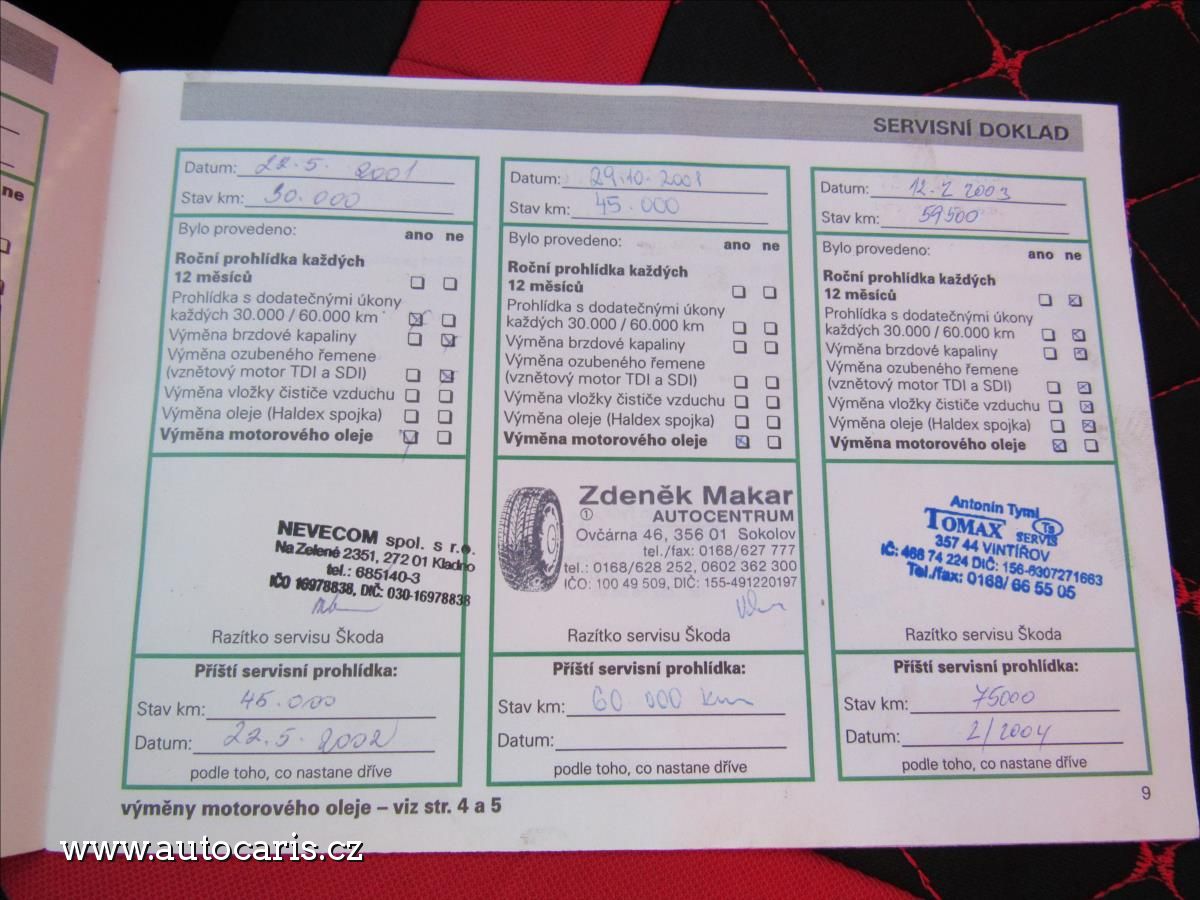 SERVISNÍ DOKLAD
ne
Datum: 22.5. 2001
Stav km: 30.000
Bylo provedeno:
ano ne
Roční prohlídka každých
12 měsíců
Prohlídka s dodatečnými úkony
každých 30.000 / 60.000 km
Výměna brzdové kapaliny
Výměna ozubeného řemene
(vznětový motor TDI a SDI)
Výměna vložky čističe vzduchu
Výměna oleje (Haldex spojka)
Výměna motorového oleje
NEVECOM spol. s r.o.
Na Zelené 2351, 272 01 Kladno
tel.: 685140-3
IČO 16978838, DIČ: 030-16978838
Razítko servisu Škoda
Příští servisní prohlídka:
Stav km: 45.000
Datum: 22.5. 2002
podle toho, co nastane dříve
Datum: 29.10.2001
Stav km: 45.000
Bylo provedeno:
ano ne
Roční prohlídka každých
12 měsíců
Prohlídka s dodatečnými úkony
každých 30.000 / 60.000 km
Výměna brzdové kapaliny
Výměna ozubeného řemene
(vznětový motor TDI a SDI)
Výměna vložky čističe vzduchu
Výměna oleje (Haldex spojka)
Výměna motorového oleje
Zdeněk Makar
① AUTOCENTRUM
Ovčárna 46, 356 01 Sokolov
tel./fax: 0168/627 777
tel.: 0168/628 252, 0602 362 300
IČO: 100 49 509, DIČ: 155-491220197
Razítko servisu Škoda
Příští servisní prohlídka:
Stav km: 60.000 km
Datum:
podle toho, co nastane dříve
Datum: 12.2 2003
Stav km: 59500
Bylo provedeno:
ano ne
Roční prohlídka každých
12 měsíců
Prohlídka s dodatečnými úkony
každých 30.000 / 60.000 km
Výměna brzdové kapaliny
Výměna ozubeného řemene
(vznětový motor TDI a SDI)
Výměna vložky čističe vzduchu
Výměna oleje (Haldex spojka)
Výměna motorového oleje
Antonín Tyml
TOMAX SERVIS Ts
357 44 VINTÍŘOV
IČ: 466 74 224 DIČ: 156-6307271663
Tel./fax: 0168/ 66 55 05
Razítko servisu Škoda
Příští servisní prohlídka:
Stav km: 75000
Datum: 2/2004
podle toho, co nastane dříve
výměny motorového oleje – viz str. 4 a 5
9
www.autocaris.cz